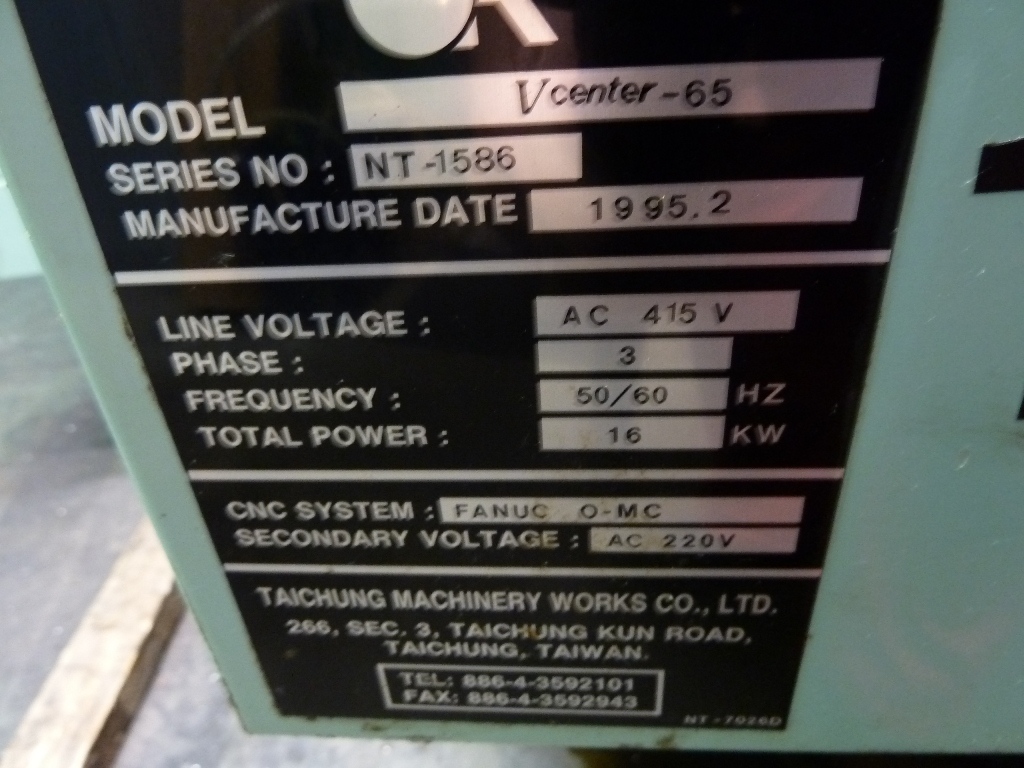 MODEL Vcenter-65
SERIES NO : NT-1586
MANUFACTURE DATE 1995.2
LINE VOLTAGE : AC 415 V
PHASE : 3
FREQUENCY : 50/60 HZ
TOTAL POWER : 16 KW
CNC SYSTEM : FANUC O-MC
SECONDARY VOLTAGE : AC 220V
TAICHUNG MACHINERY WORKS CO., LTD.
266, SEC. 3, TAICHUNG KUN ROAD,
TAICHUNG, TAIWAN.
TEL: 886-4-3592101
FAX: 886-4-3592943
NT-7026D